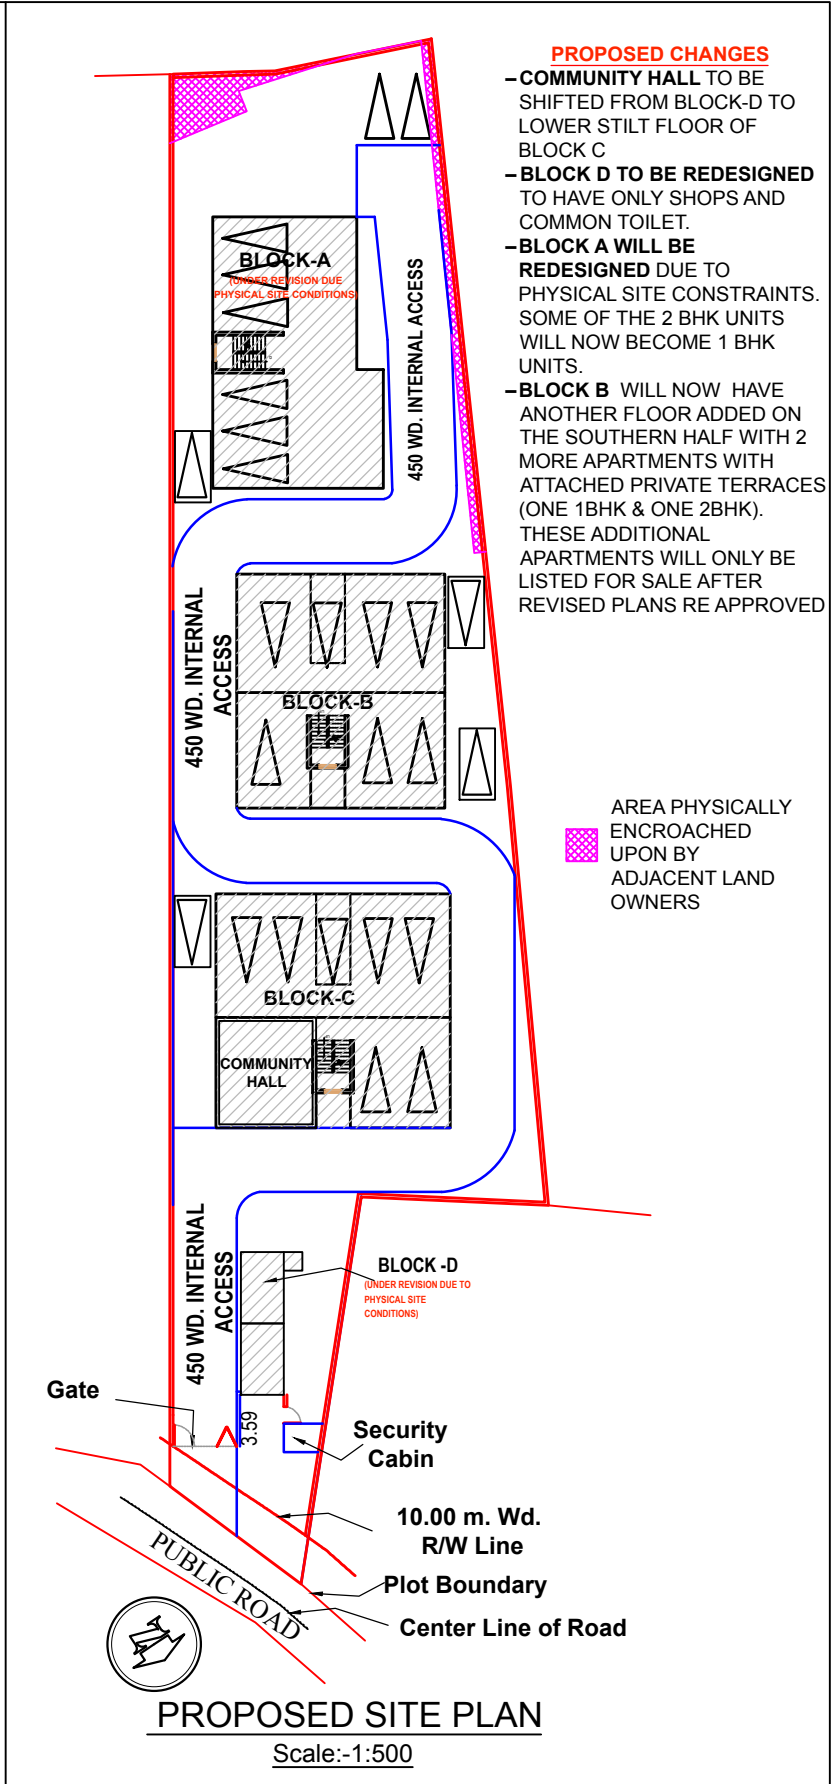 PROPOSED CHANGES
–COMMUNITY HALL TO BE
SHIFTED FROM BLOCK-D TO
LOWER STILT FLOOR OF
BLOCK C
–BLOCK D TO BE REDESIGNED
TO HAVE ONLY SHOPS AND
COMMON TOILET.
–BLOCK A WILL BE
REDESIGNED DUE TO
PHYSICAL SITE CONSTRAINTS.
SOME OF THE 2 BHK UNITS
WILL NOW BECOME 1 BHK
UNITS.
–BLOCK B WILL NOW HAVE
ANOTHER FLOOR ADDED ON
THE SOUTHERN HALF WITH 2
MORE APARTMENTS WITH
ATTACHED PRIVATE TERRACES
(ONE 1BHK & ONE 2BHK).
THESE ADDITIONAL
APARTMENTS WILL ONLY BE
LISTED FOR SALE AFTER
REVISED PLANS RE APPROVED
BLOCK-A
(UNDER REVISION DUE
PHYSICAL SITE CONDITIONS)
450 WD. INTERNAL ACCESS
450 WD. INTERNAL
ACCESS
BLOCK-B
AREA PHYSICALLY
ENCROACHED
UPON BY
ADJACENT LAND
OWNERS
BLOCK-C
COMMUNITY
HALL
450 WD. INTERNAL
ACCESS
BLOCK -D
(UNDER REVISION DUE TO
PHYSICAL SITE
CONDITIONS)
Gate
3.59
Security
Cabin
10.00 m. Wd.
R/W Line
PUBLIC ROAD
Plot Boundary
Center Line of Road
PROPOSED SITE PLAN
Scale:-1:500